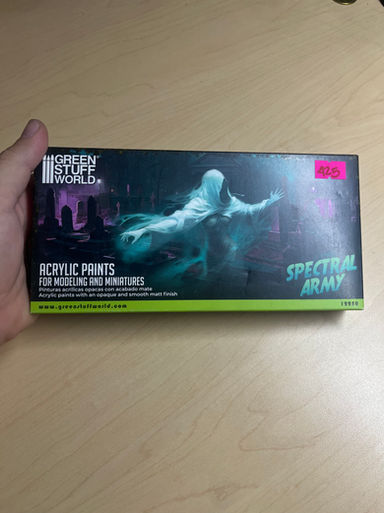 GREEN
STUFF
WORLD
425
ACRYLIC PAINTS
FOR MODELING AND MINIATURES
Pinturas acrílicas opacas con acabado mate
Acrylic paints with an opaque and smooth matt finish
SPECTRAL
ARMY
www.greenstuffworld.com